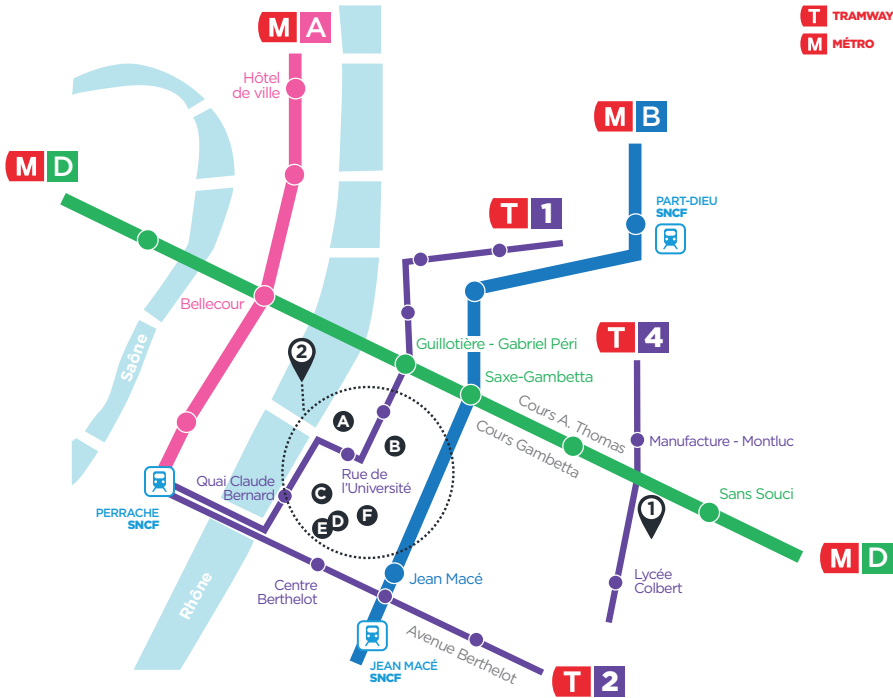 T TRAMWAY
M MÉTRO
M A
Hôtel
de ville
M B
M D
PART-DIEU
SNCF
T 1
Bellecour
Saône
Guillotière - Gabriel Péri
T 4
2
Saxe-Gambetta
Cours A. Thomas
Cours Gambetta
A
B
Manufacture - Montluc
Quai Claude
Bernard
Rue de
l'Université
C
D
E
F
Sans Souci
1
PERRACHE
SNCF
M D
Rhône
Centre
Berthelot
Jean Macé
Lycée
Colbert
Avenue Berthelot
JEAN MACÉ
SNCF
T 2